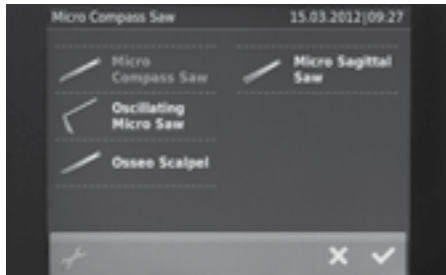 Micro Compass Saw 15.03.2012|09:27
Micro
Compass Saw
Micro Sagittal
Saw
Oscillating
Micro Saw
Osseo Scalpel